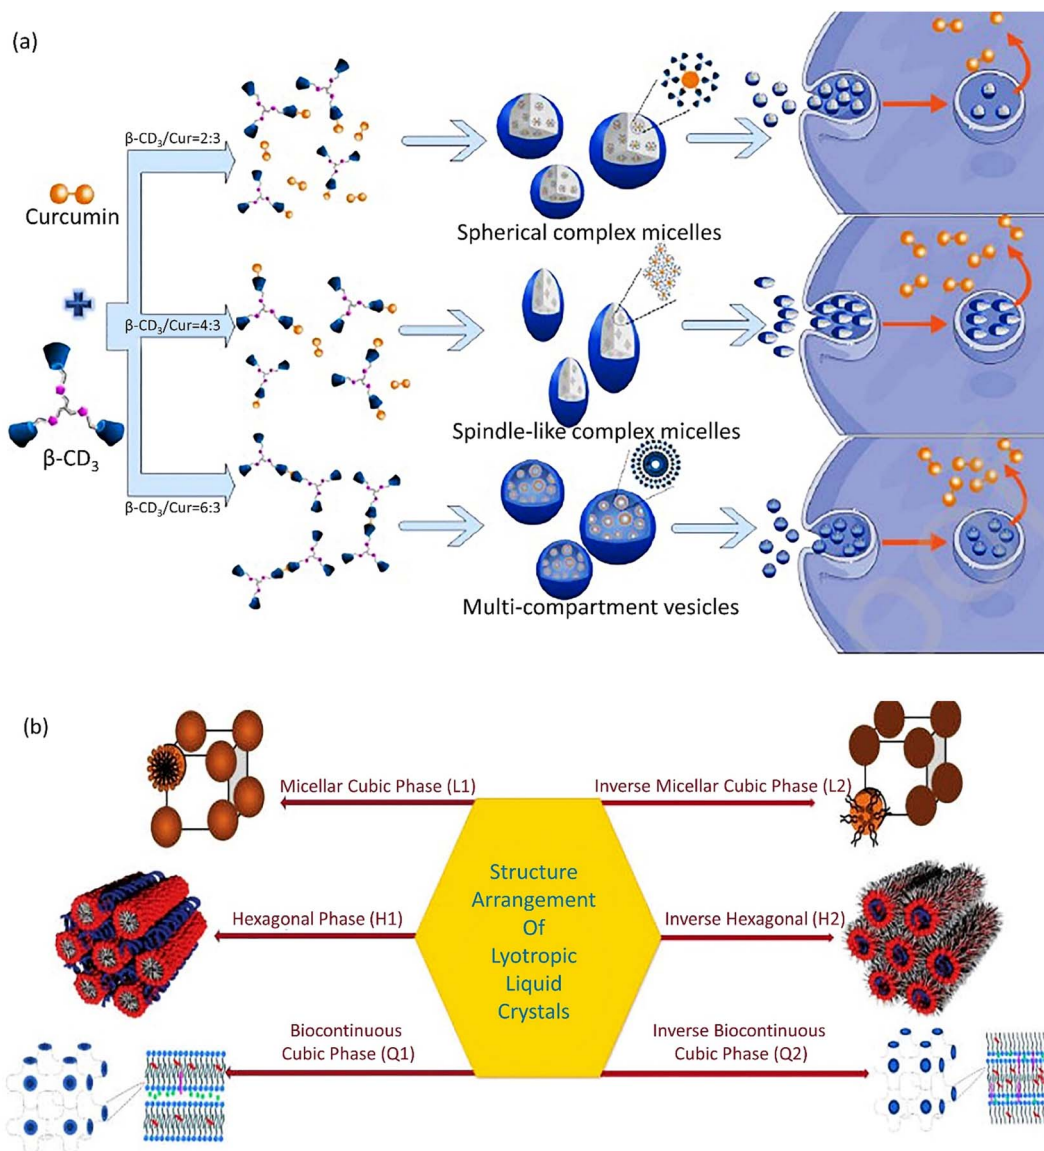 (a)
β-CD₃/Cur=2:3
Curcumin
Spherical complex micelles
β-CD₃/Cur=4:3
Spindle-like complex micelles
β-CD₃
β-CD₃/Cur=6:3
Multi-compartment vesicles
(b)
Micellar Cubic Phase (L1)
Inverse Micellar Cubic Phase (L2)
Structure
Arrangement
Of
Lyotropic
Liquid
Crystals
Hexagonal Phase (H1)
Inverse Hexagonal (H2)
Biocontinuous
Cubic Phase (Q1)
Inverse Biocontinuous
Cubic Phase (Q2)